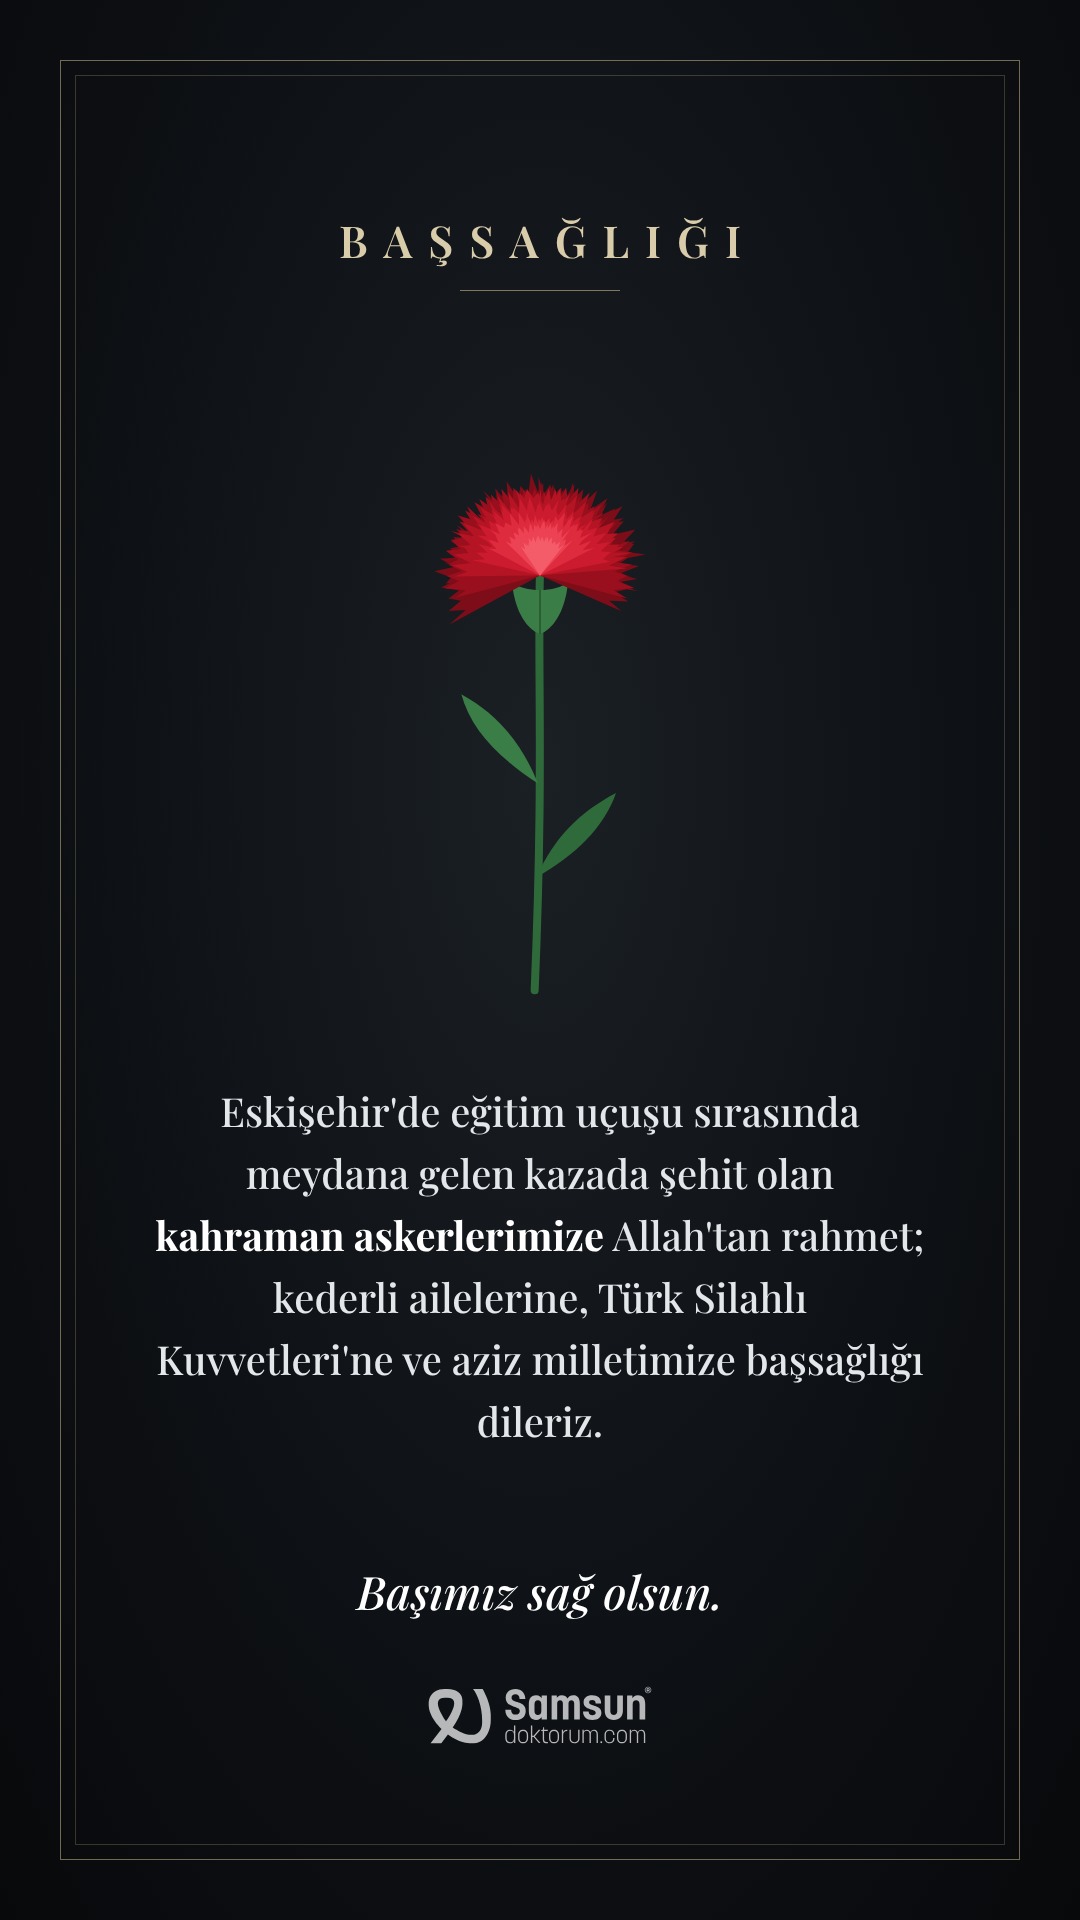 BAŞSAĞLIĞI
Eskişehir'de eğitim uçuşu sırasında
meydana gelen kazada şehit olan
kahraman askerlerimize Allah'tan rahmet;
kederli ailelerine, Türk Silahlı
Kuvvetleri'ne ve aziz milletimize başsağlığı
dileriz.
Başımız sağ olsun.
Samsun®
doktorum.com